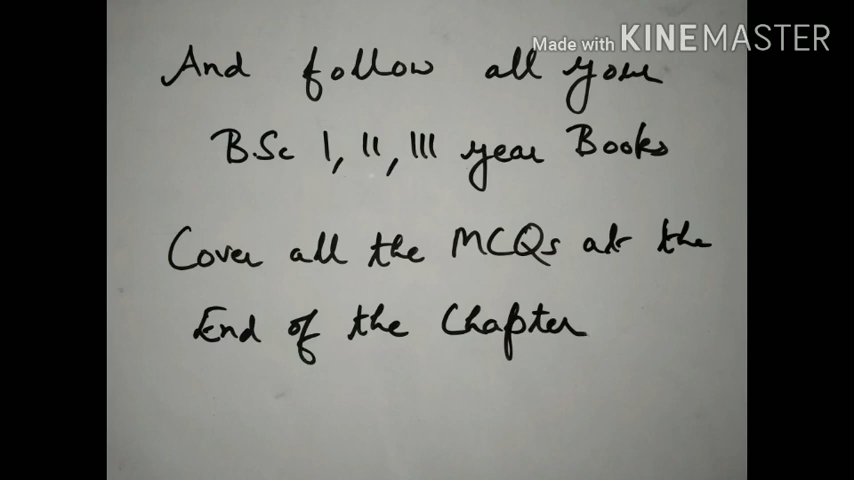 Made with KINEMASTER
And follow all your
B.Sc I, II, III year Books
Cover all the MCQs at the
End of the Chapter